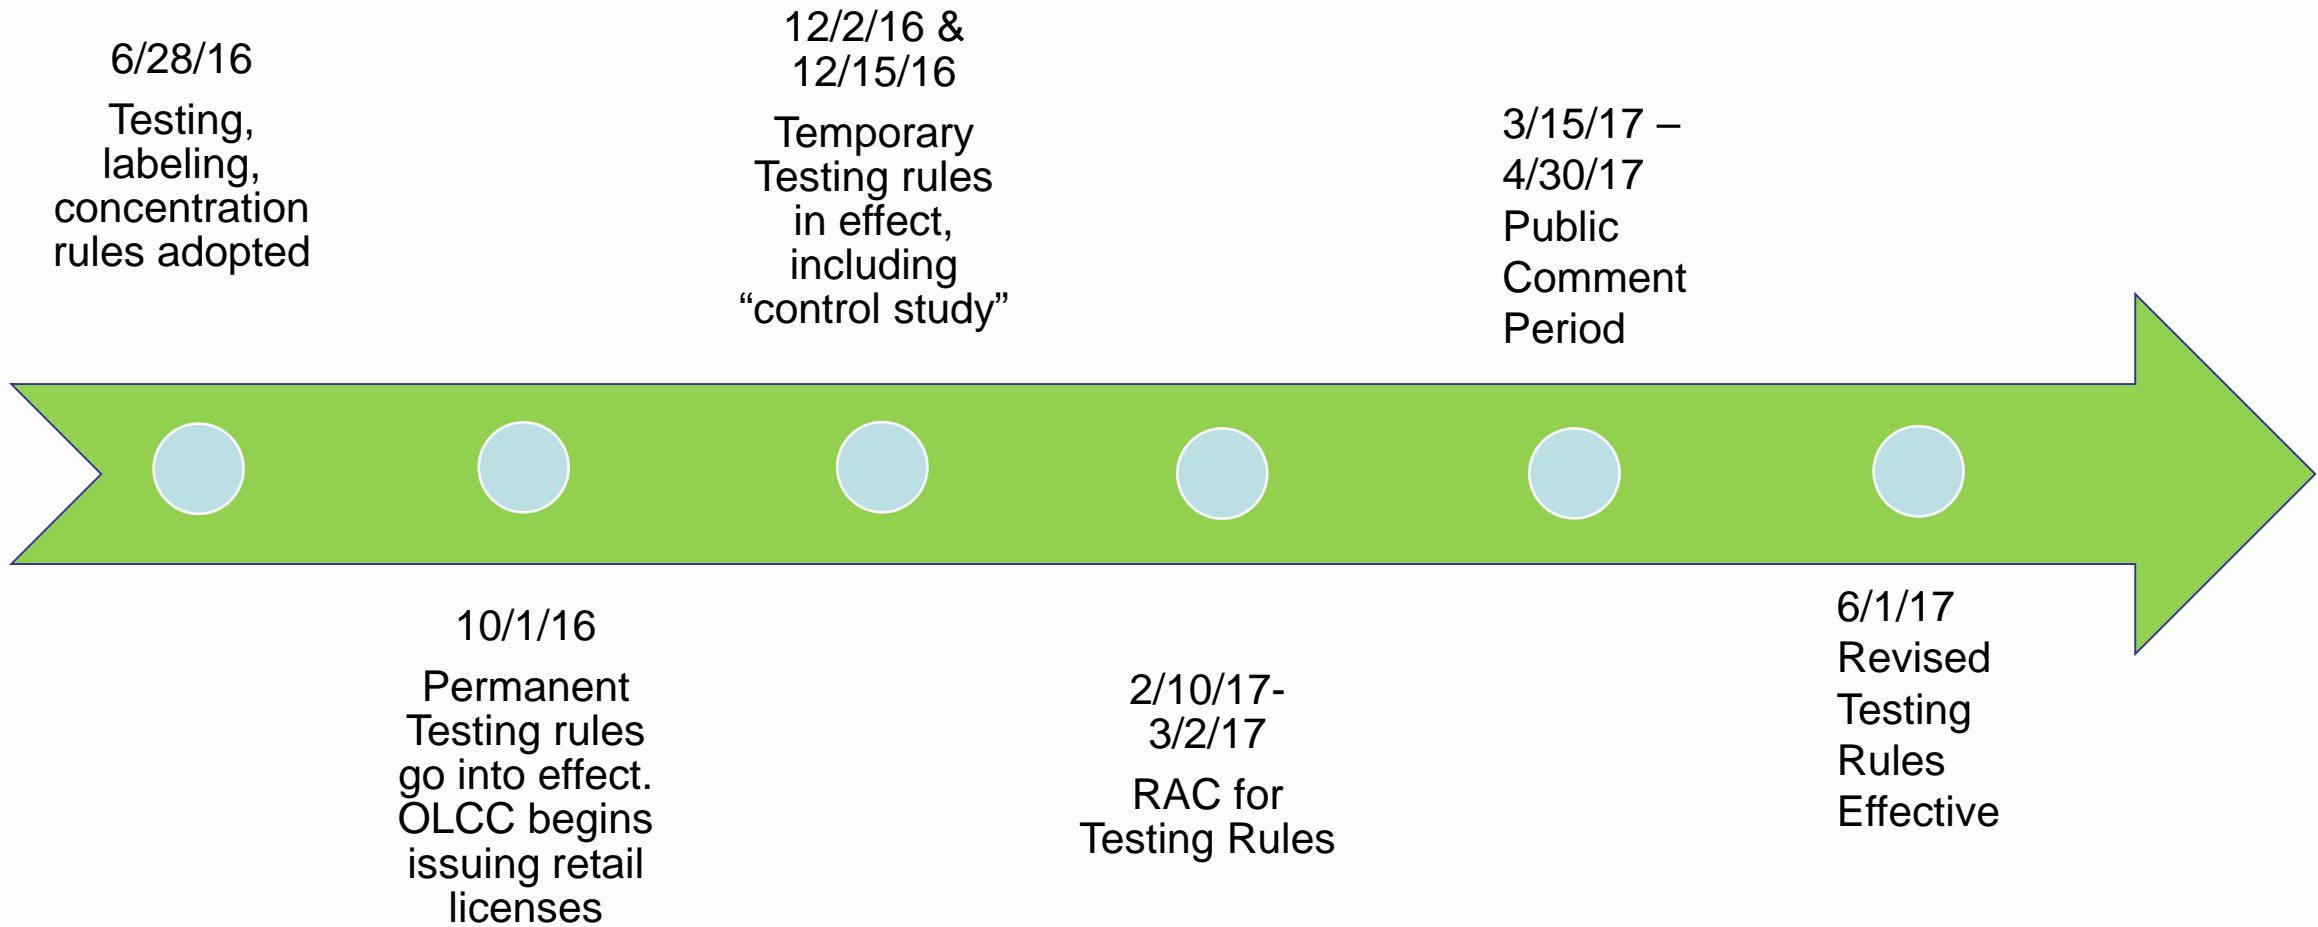 6/28/16
Testing,
labeling,
concentration
rules adopted
10/1/16
Permanent
Testing rules
go into effect.
OLCC begins
issuing retail
licenses
12/2/16 &
12/15/16
Temporary
Testing rules
in effect,
including
“control study”
2/10/17-
3/2/17
RAC for
Testing Rules
3/15/17 –
4/30/17
Public
Comment
Period
6/1/17
Revised
Testing
Rules
Effective